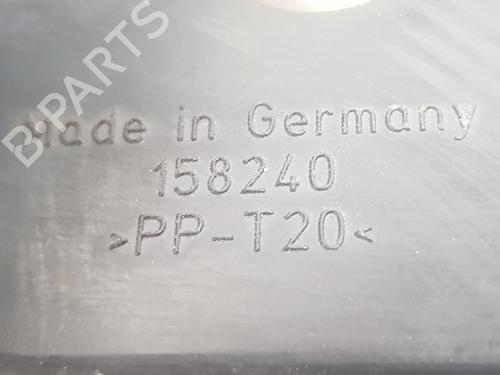 B PARTS
Made in Germany
158240
>PP-T20<